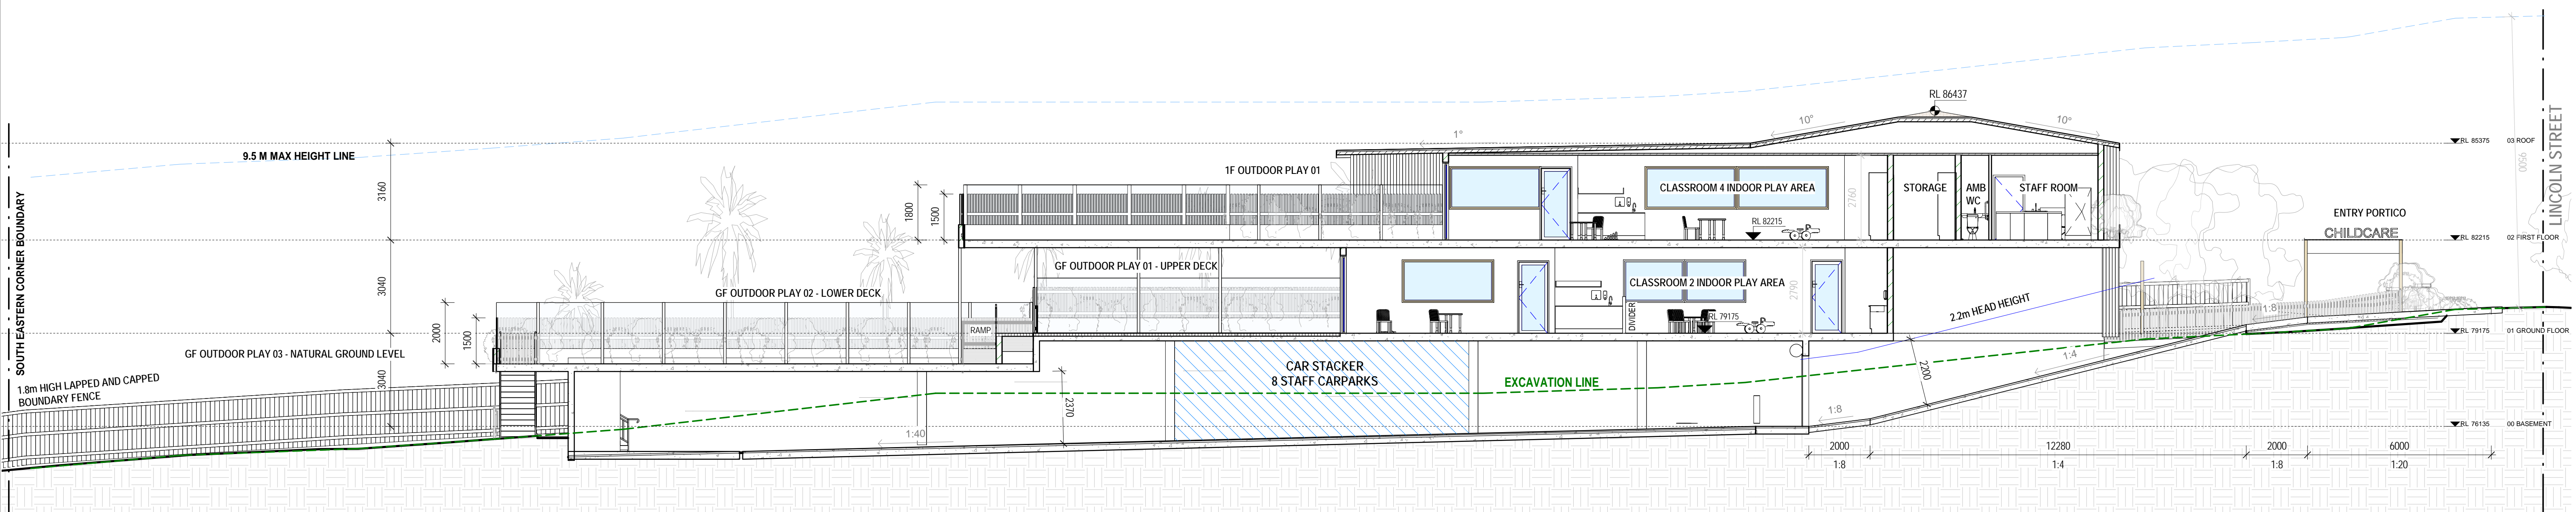 RL 86437
10°
10°
1°
LINCOLN STREET
RL 85375 03 ROOF
9.5 M MAX HEIGHT LINE
9500
1F OUTDOOR PLAY 01
3160
SOUTH EASTERN CORNER BOUNDARY
CLASSROOM 4 INDOOR PLAY AREA
2760
STORAGE
AMB
WC
STAFF ROOM
1800
1500
RL 82215
ENTRY PORTICO
CHILDCARE
RL 82215 02 FIRST FLOOR
GF OUTDOOR PLAY 01 - UPPER DECK
3040
GF OUTDOOR PLAY 02 - LOWER DECK
CLASSROOM 2 INDOOR PLAY AREA
2790
2.2m HEAD HEIGHT
1:8
DIVIDER
RL 79175
2000
1500
RAMP
RL 79175 01 GROUND FLOOR
GF OUTDOOR PLAY 03 - NATURAL GROUND LEVEL
1:4
CAR STACKER
8 STAFF CARPARKS
EXCAVATION LINE
2200
3040
1.8m HIGH LAPPED AND CAPPED
BOUNDARY FENCE
2370
1:8
1:40
RL 76135 00 BASEMENT
2000 12280 2000 6000
1:8 1:4 1:8 1:20